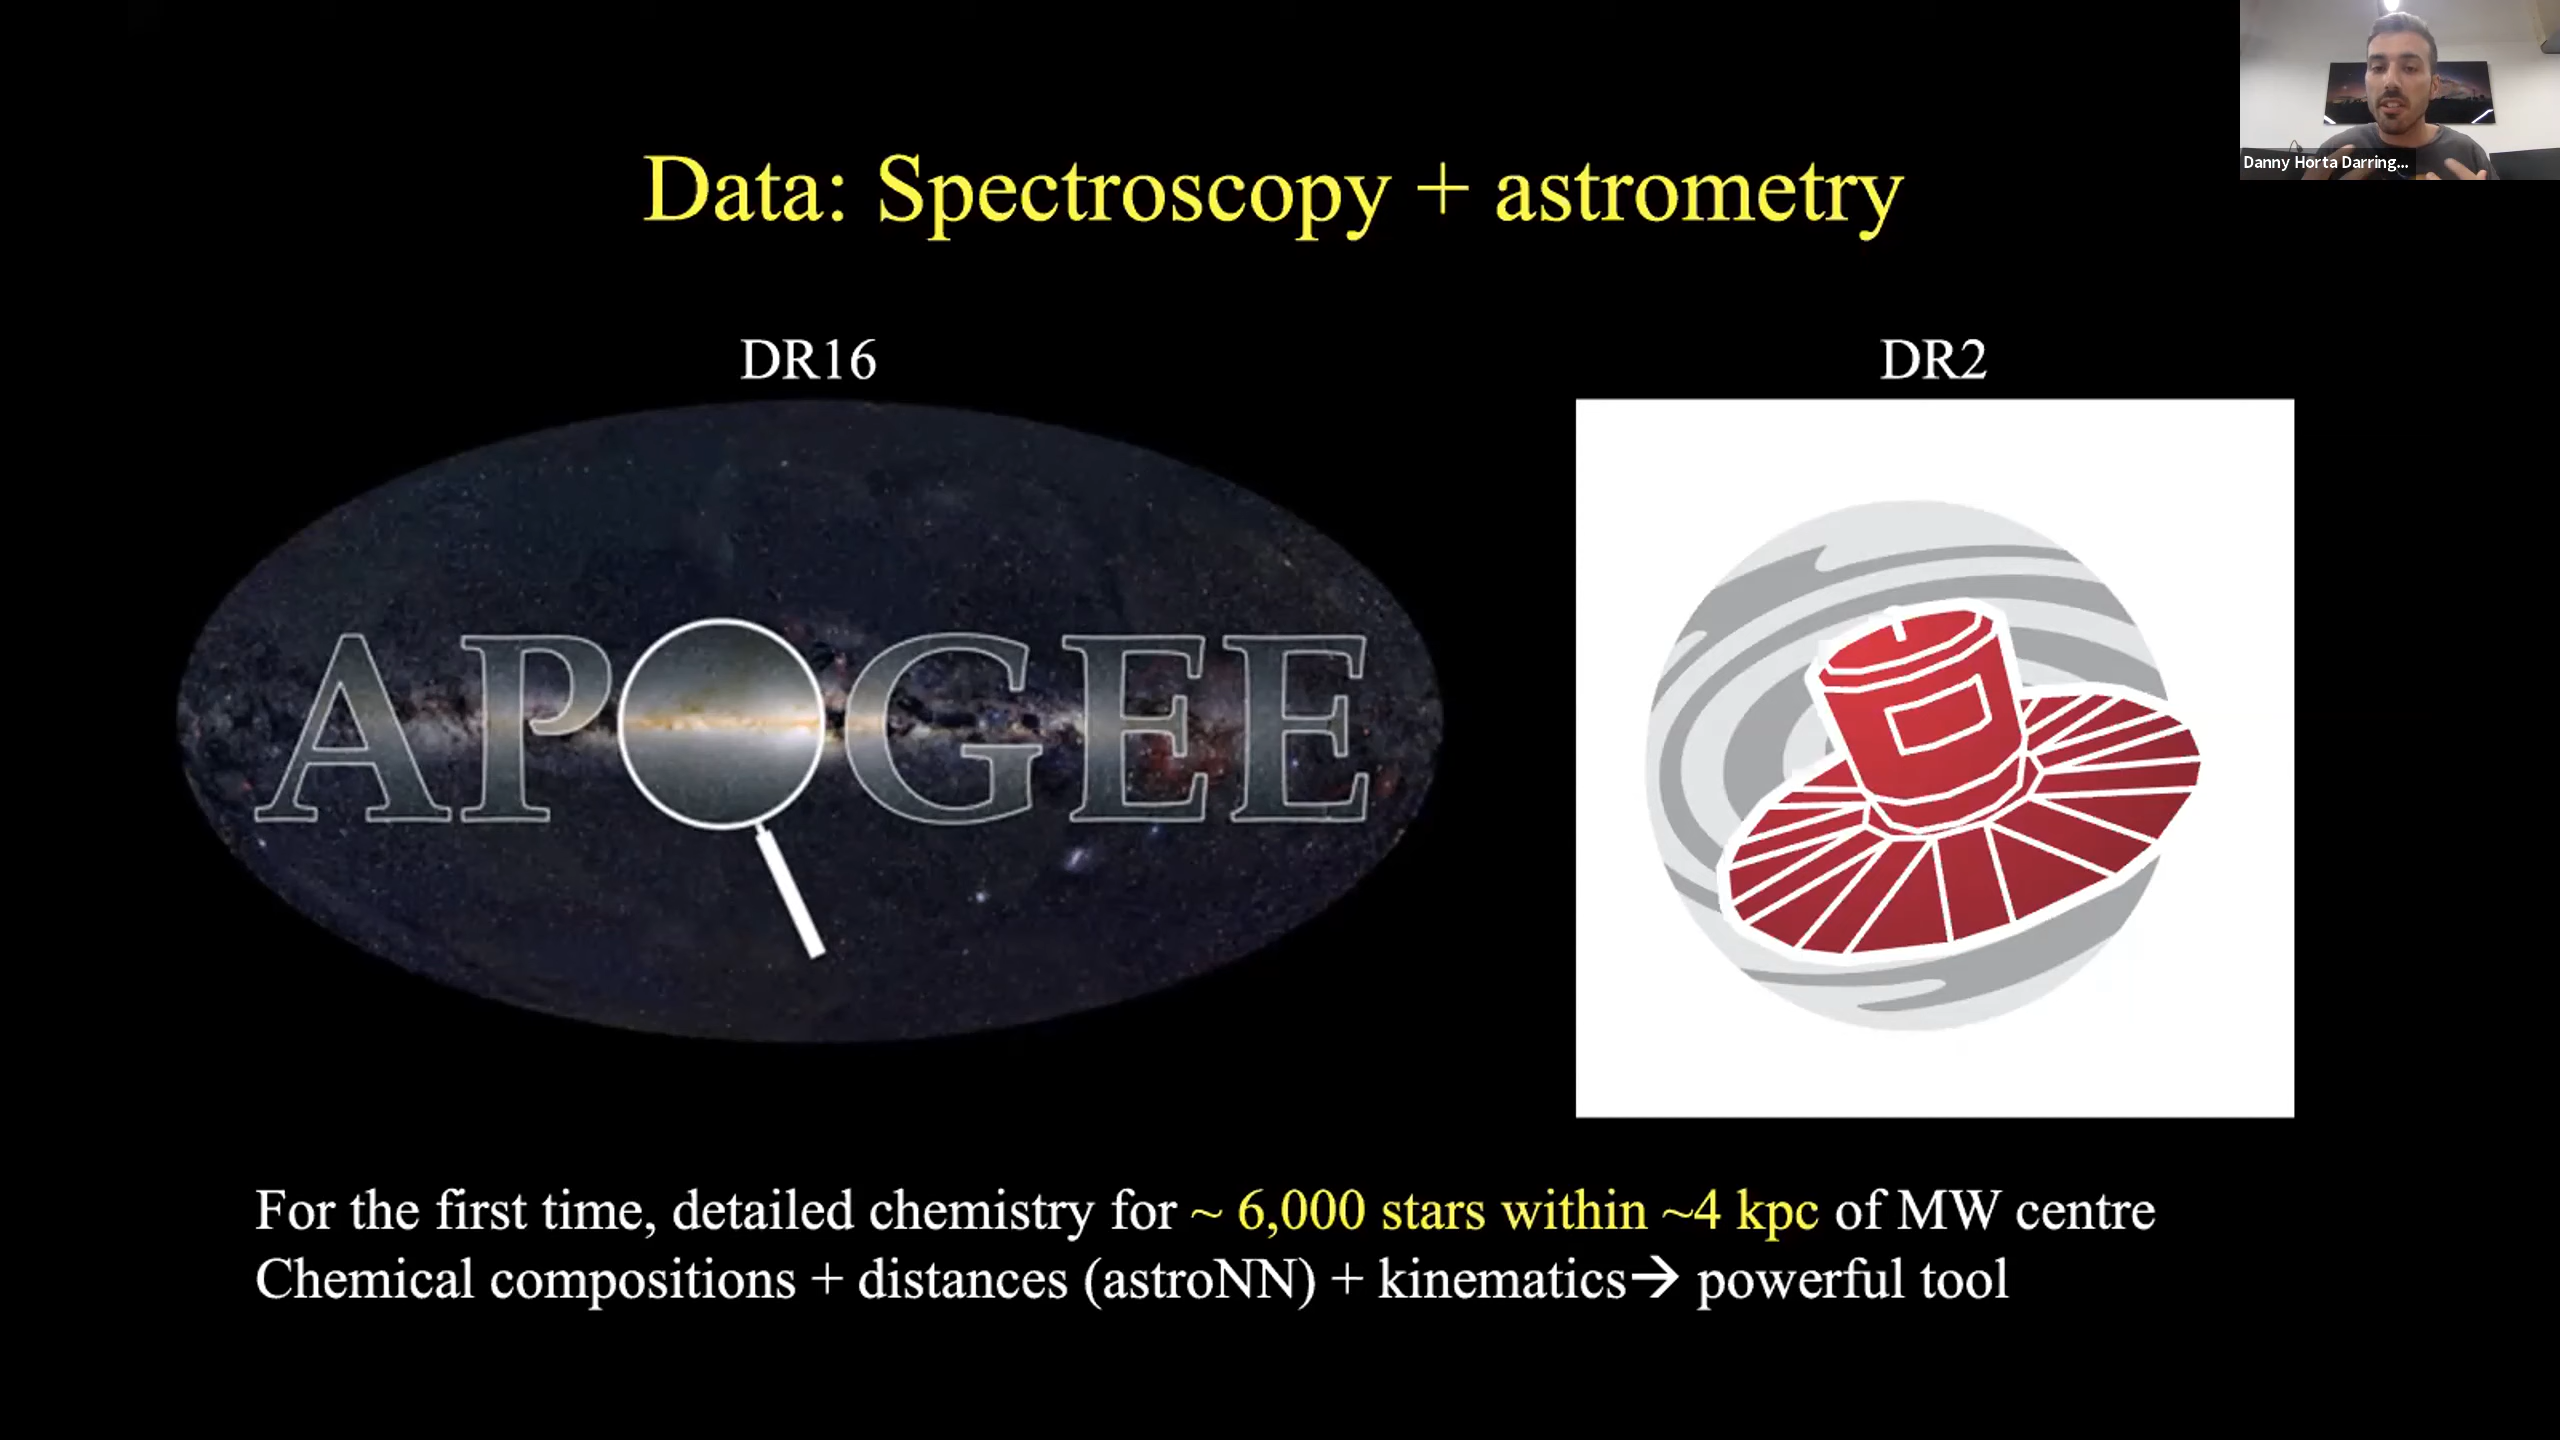 Danny Horta Darring...
Data: Spectroscopy + astrometry
DR16
DR2
APOGEE
For the first time, detailed chemistry for ~ 6,000 stars within ~4 kpc of MW centre
Chemical compositions + distances (astroNN) + kinematics→ powerful tool